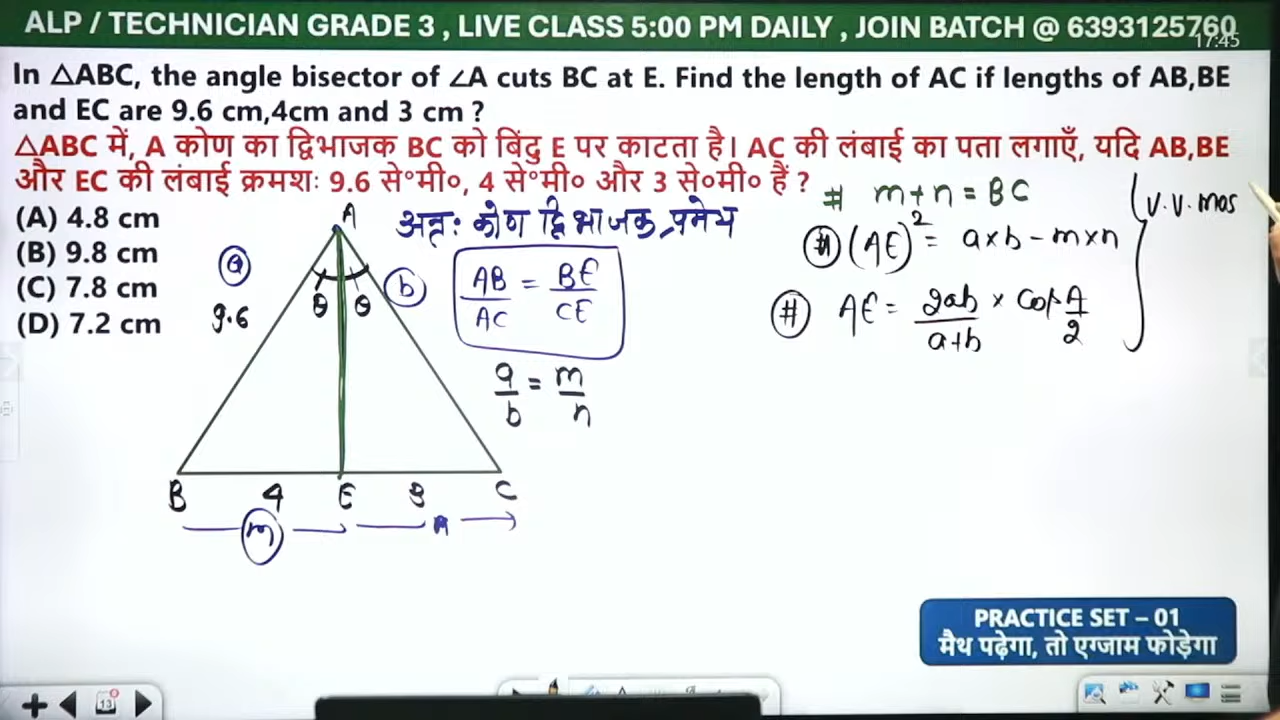 ALP / TECHNICIAN GRADE 3 , LIVE CLASS 5:00 PM DAILY , JOIN BATCH @ 6393125760
17:45
In △ABC, the angle bisector of ∠A cuts BC at E. Find the length of AC if lengths of AB,BE
and EC are 9.6 cm,4cm and 3 cm ?
△ABC में, A कोण का द्विभाजक BC को बिंदु E पर काटता है। AC की लंबाई का पता लगाएँ, यदि AB,BE
और EC की लंबाई क्रमशः 9.6 से॰मी॰, 4 से॰मी॰ और 3 से०मी० हैं ?
(A) 4.8 cm
(B) 9.8 cm
(C) 7.8 cm
(D) 7.2 cm
A
a
b
9.6
θ θ
B 4 E 3 C
m n
अन्तः कोण द्विभाजक प्रमेय
AB/AC = BE/CE
a/b = m/n
# m+n = BC
# (AE)² = a×b – m×n
# AE = 2ab/a+b × cos A/2
V.V. mos
PRACTICE SET – 01
मैथ पढ़ेगा, तो एग्जाम फोड़ेगा
13